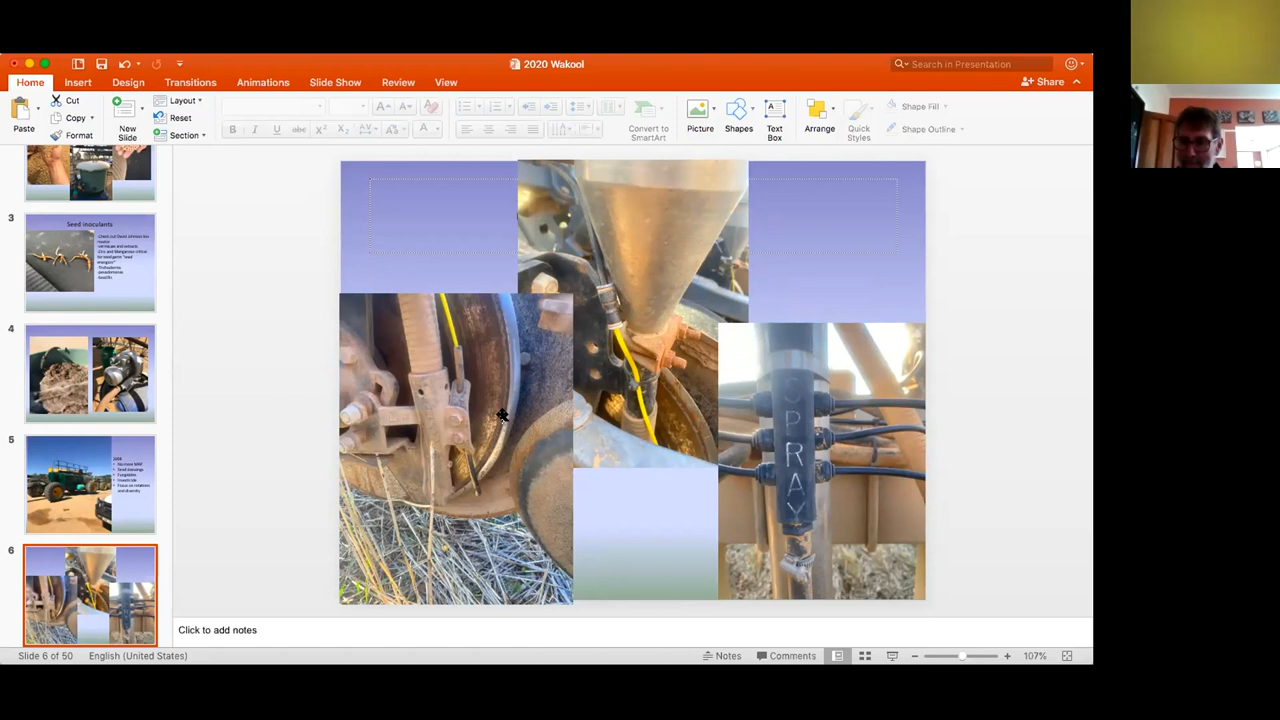 2020 Wakool
Search in Presentation
Home
Insert
Design
Transitions
Animations
Slide Show
Review
View
Share
Paste
Cut
Copy
Format
New
Slide
Layout
Reset
Section
Convert to
SmartArt
Picture
Shapes
Text
Box
Arrange
Quick
Styles
Shape Fill
Shape Outline
3
Seed inoculants
4
5
6
SPRAY
Click to add notes
Slide 6 of 50
English (United States)
Notes
Comments
107%